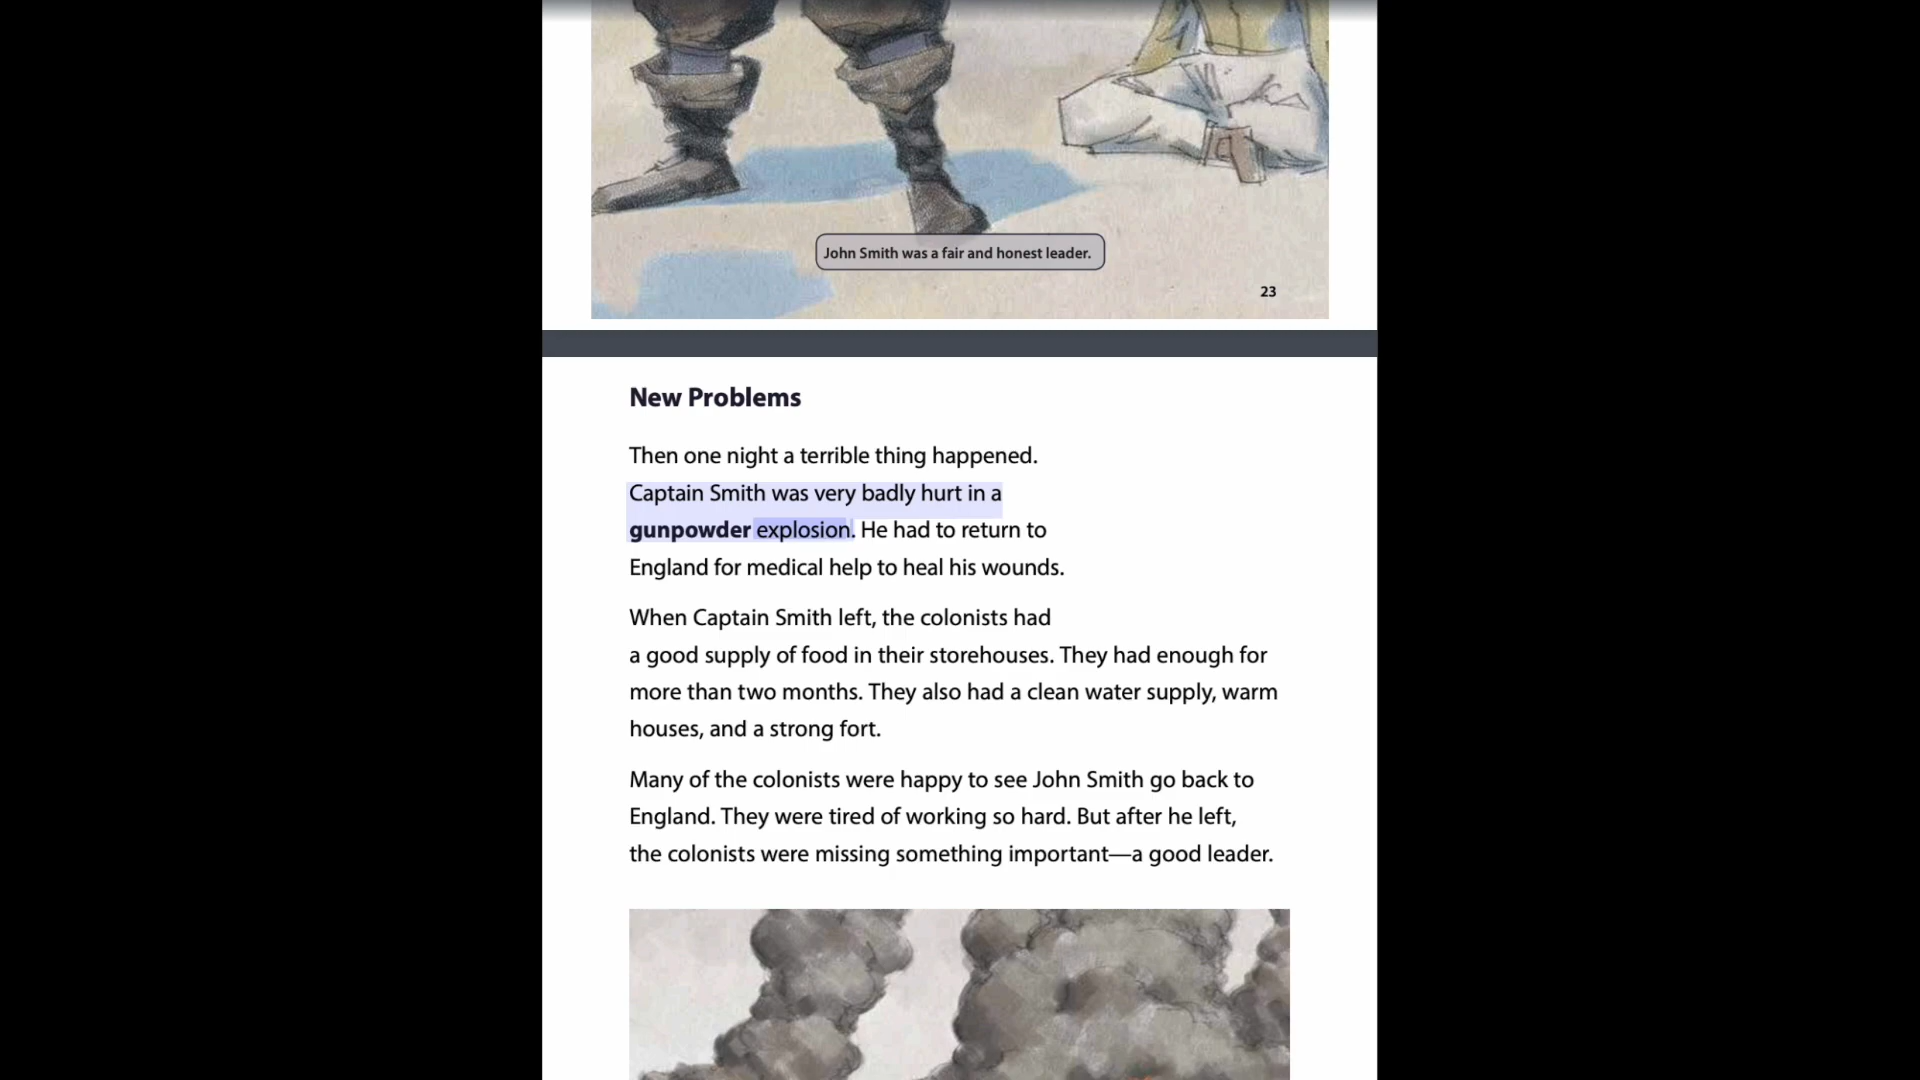 John Smith was a fair and honest leader.
23
New Problems
Then one night a terrible thing happened.
Captain Smith was very badly hurt in a
gunpowder explosion. He had to return to
England for medical help to heal his wounds.
When Captain Smith left, the colonists had
a good supply of food in their storehouses. They had enough for
more than two months. They also had a clean water supply, warm
houses, and a strong fort.
Many of the colonists were happy to see John Smith go back to
England. They were tired of working so hard. But after he left,
the colonists were missing something important—a good leader.